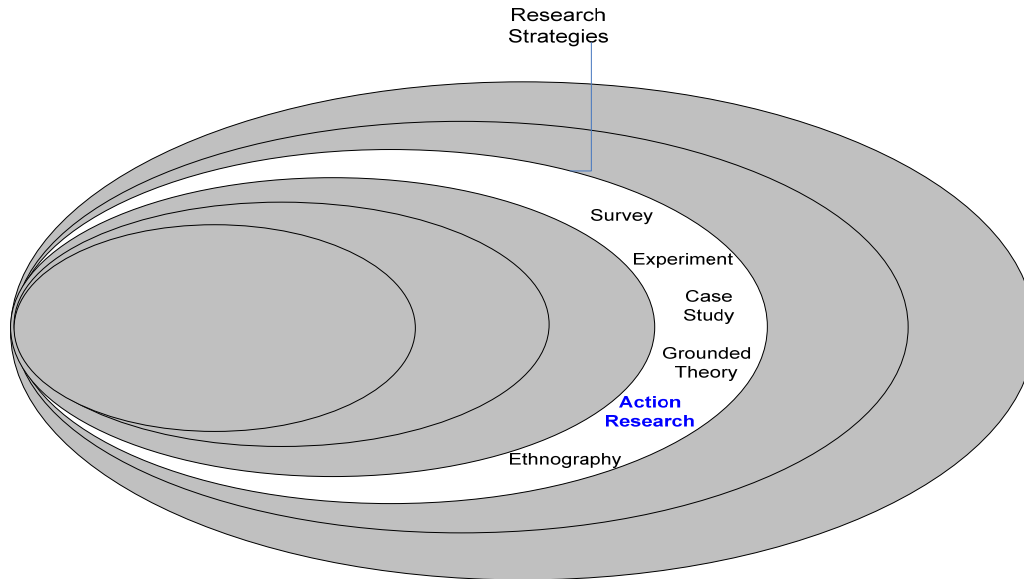 Research
Strategies
Survey
Experiment
Case
Study
Grounded
Theory
Action
Research
Ethnography